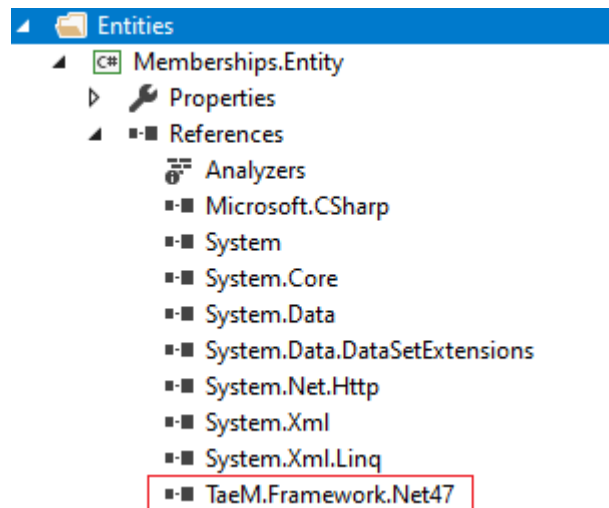 Entities
C# Memberships.Entity
Properties
References
Analyzers
Microsoft.CSharp
System
System.Core
System.Data
System.Data.DataSetExtensions
System.Net.Http
System.Xml
System.Xml.Linq
TaeM.Framework.Net47